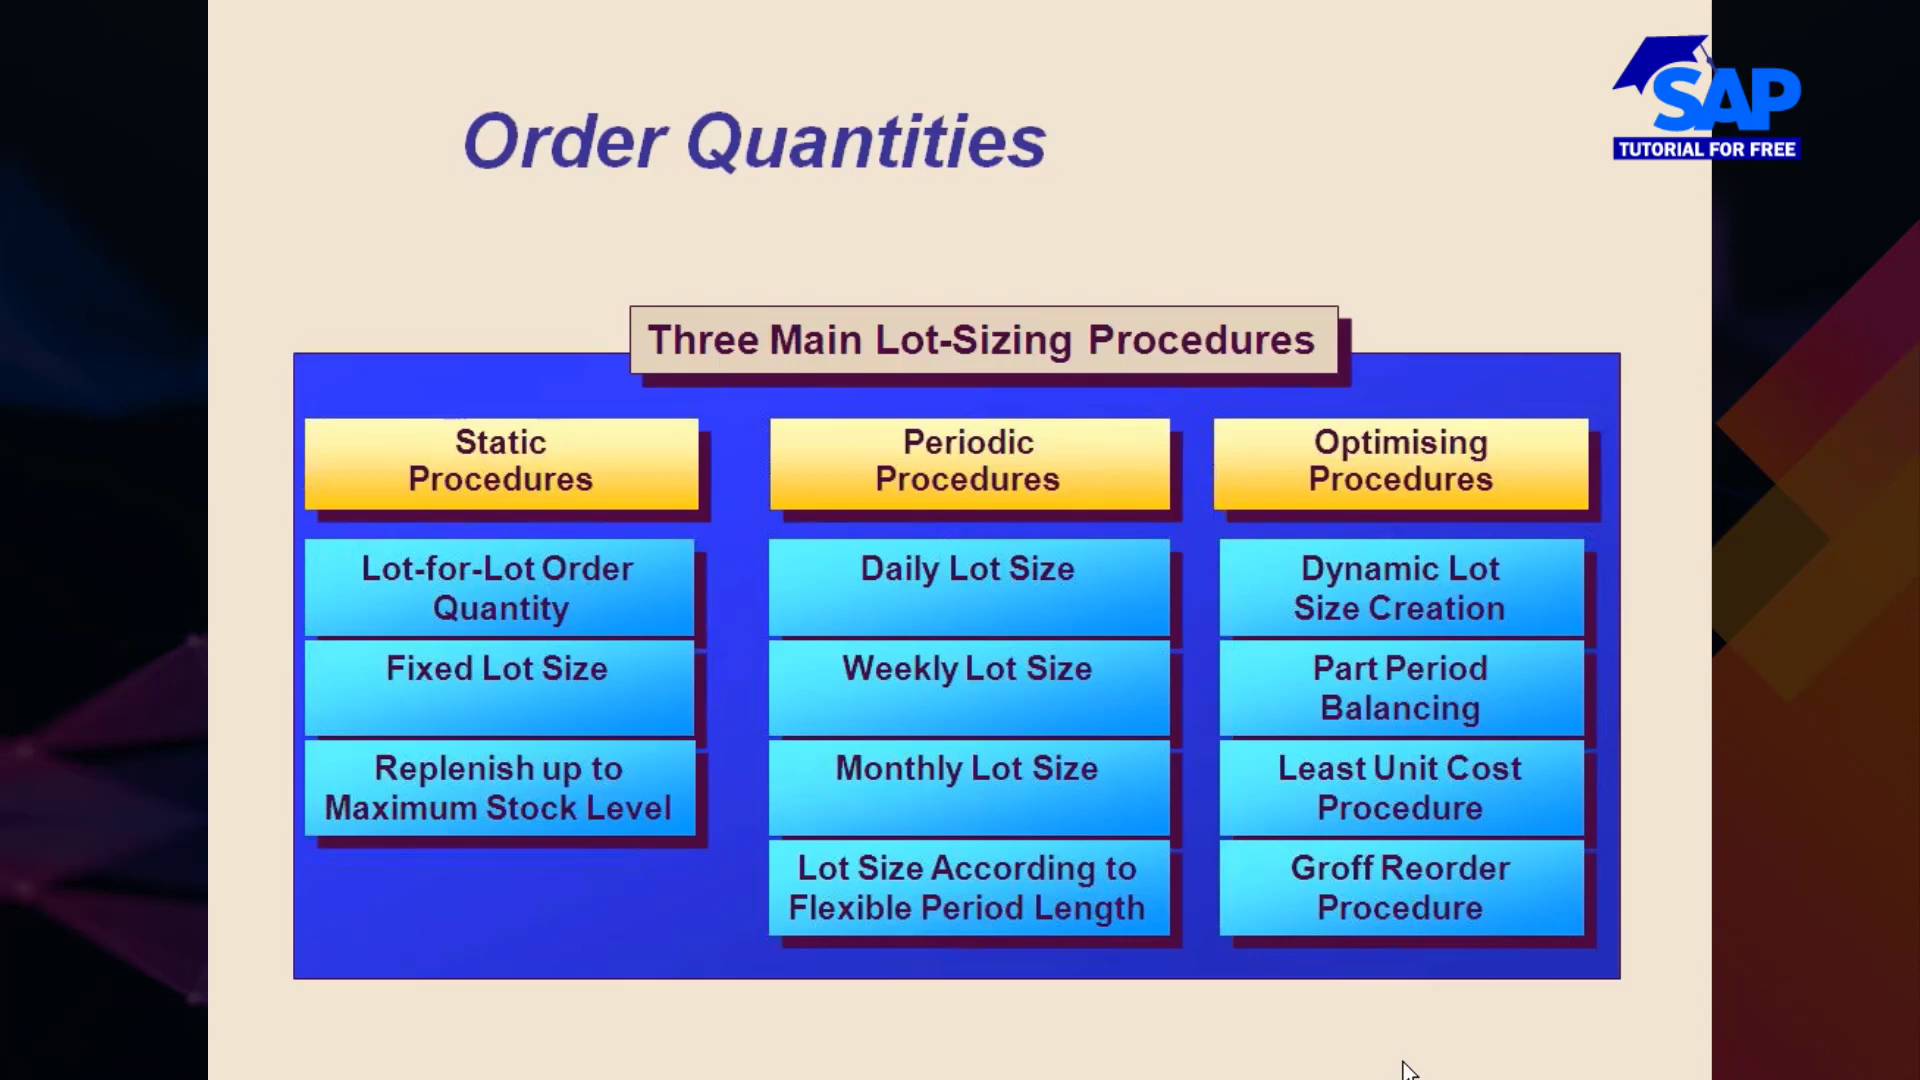 SAP
TUTORIAL FOR FREE
Order Quantities
Three Main Lot-Sizing Procedures
Static
Procedures
Lot-for-Lot Order
Quantity
Fixed Lot Size
Replenish up to
Maximum Stock Level
Periodic
Procedures
Daily Lot Size
Weekly Lot Size
Monthly Lot Size
Lot Size According to
Flexible Period Length
Optimising
Procedures
Dynamic Lot
Size Creation
Part Period
Balancing
Least Unit Cost
Procedure
Groff Reorder
Procedure